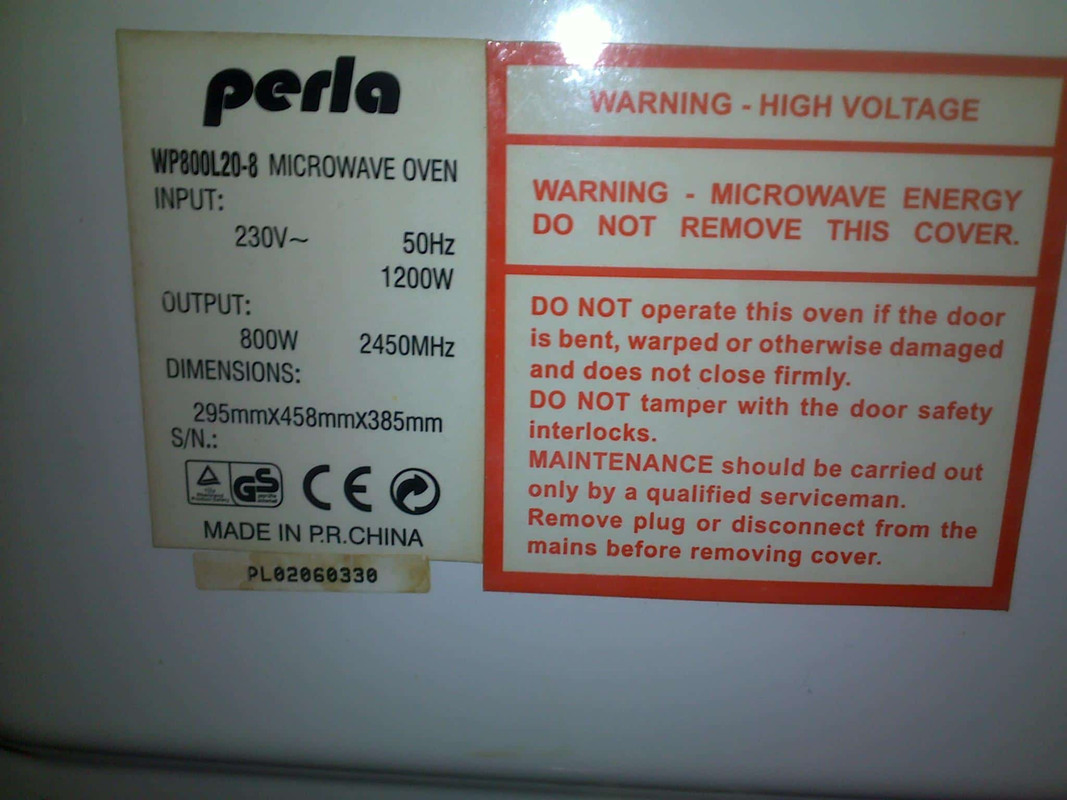 perla
WP800L20-8 MICROWAVE OVEN
INPUT:
230V~ 50Hz
1200W
OUTPUT:
800W 2450MHz
DIMENSIONS:
295mmX458mmX385mm
S/N.:
GS CE
MADE IN P.R.CHINA
PL02060330
WARNING - HIGH VOLTAGE
WARNING - MICROWAVE ENERGY
DO NOT REMOVE THIS COVER.
DO NOT operate this oven if the door
is bent, warped or otherwise damaged
and does not close firmly.
DO NOT tamper with the door safety
interlocks.
MAINTENANCE should be carried out
only by a qualified serviceman.
Remove plug or disconnect from the
mains before removing cover.